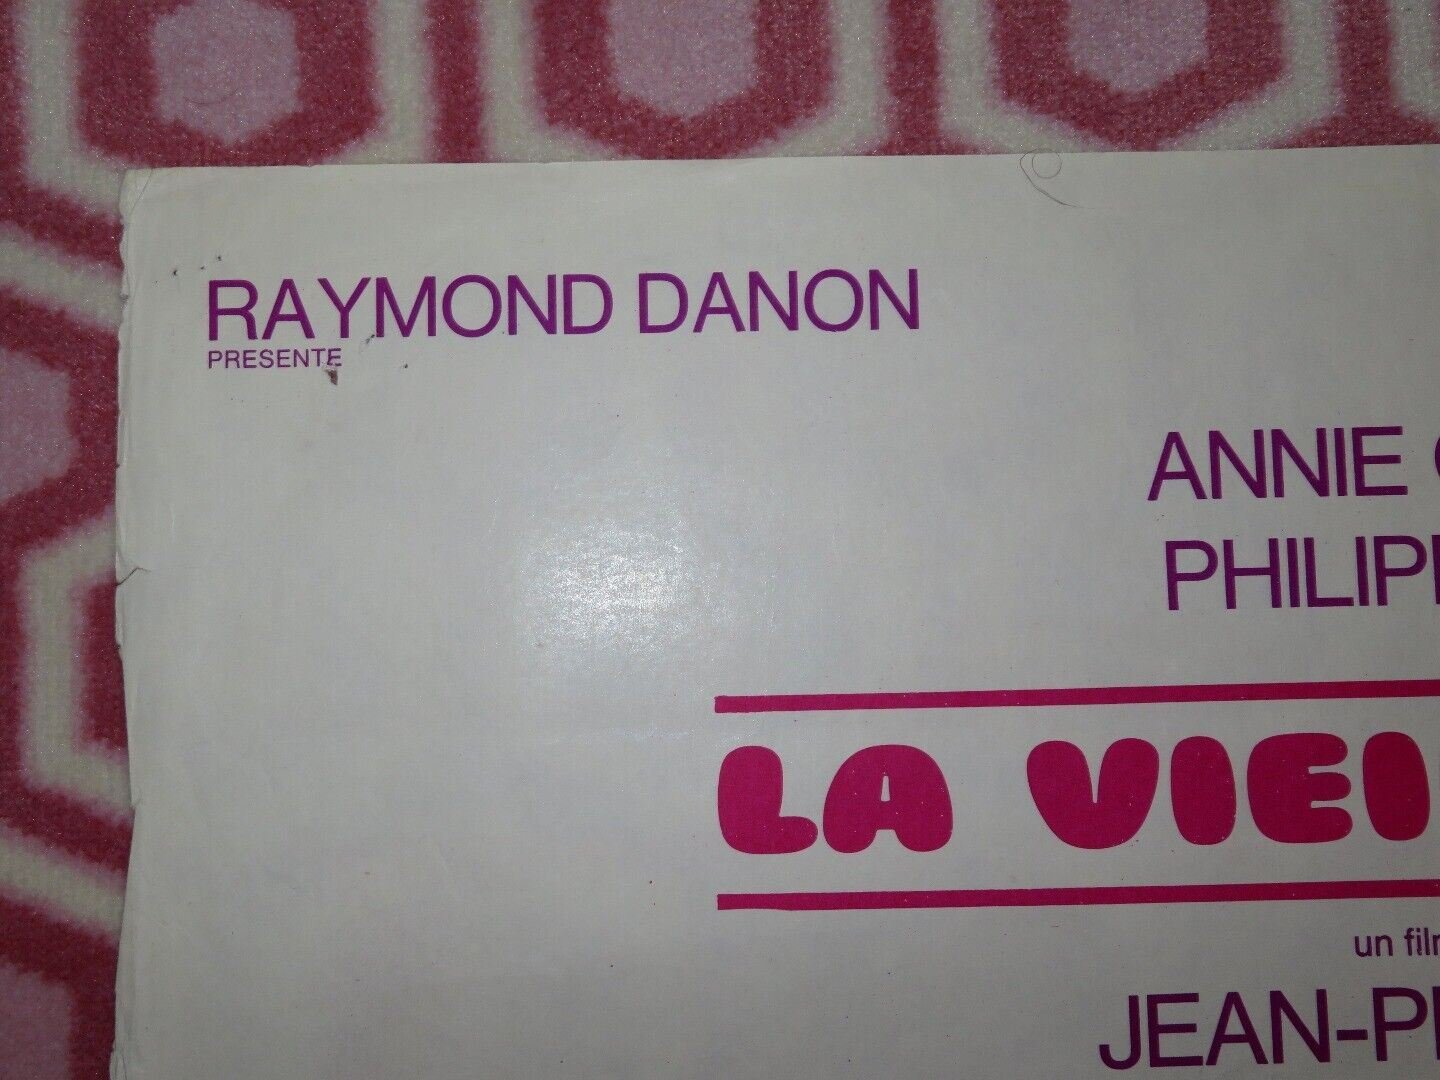 RAYMOND DANON
PRESENTE
ANNIE
PHILIP
LA VIEI
un film
JEAN-P